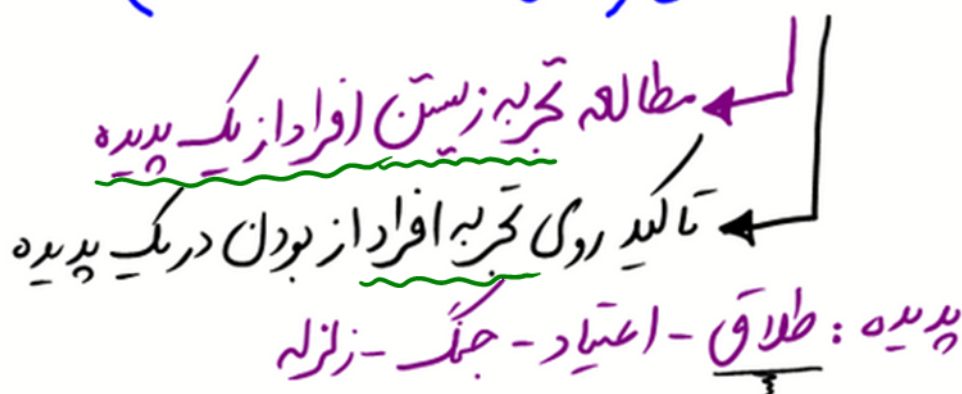 مطالعه تجربه زیستن افراد از یک پدیده
تاکید روی تجربه افراد از بودن در یک پدیده
پدیده : طلاق - اعتیاد - جنگ - زلزله